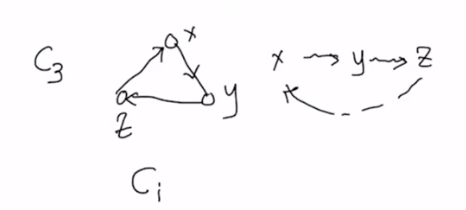 C₃
x
y
z
x → y → z
Cᵢ